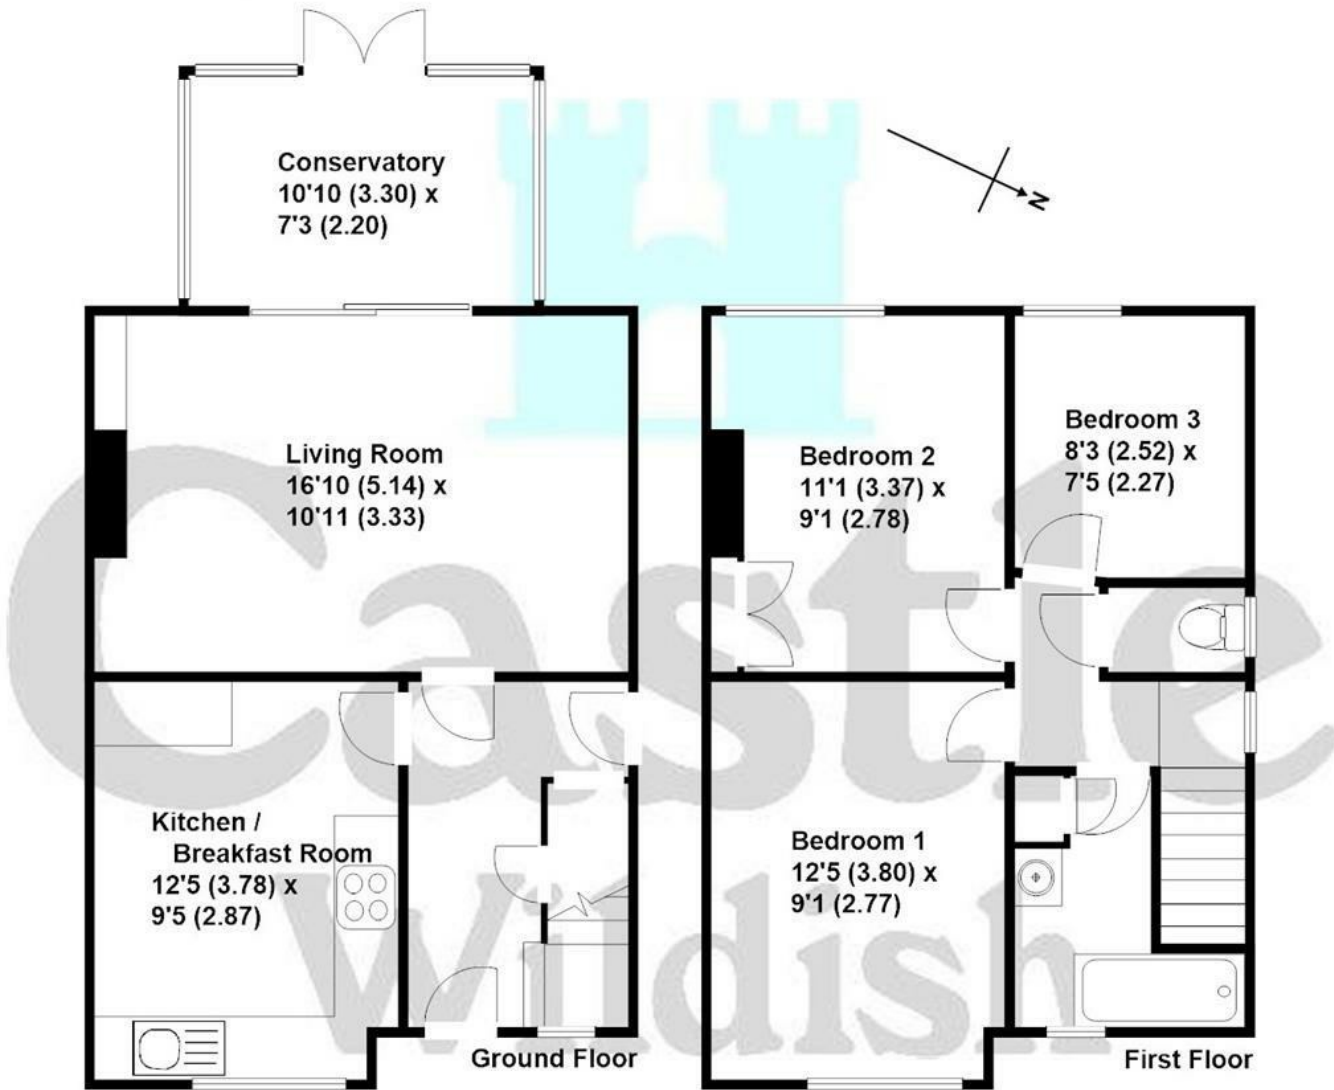 Conservatory
10'10 (3.30) x
7'3 (2.20)
N
Living Room
16'10 (5.14) x
10'11 (3.33)
Bedroom 2
11'1 (3.37) x
9'1 (2.78)
Bedroom 3
8'3 (2.52) x
7'5 (2.27)
Kitchen /
Breakfast Room
12'5 (3.78) x
9'5 (2.87)
Bedroom 1
12'5 (3.80) x
9'1 (2.77)
Ground Floor
First Floor
Castle
Wildish